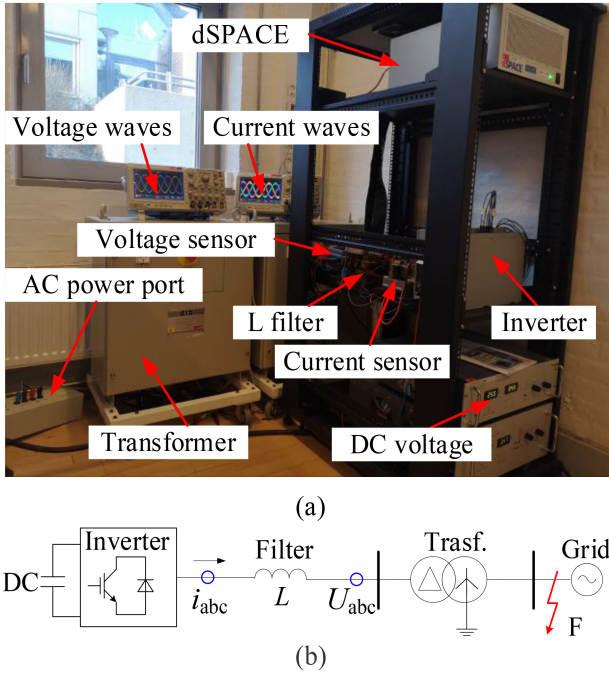 dSPACE
dSPACE
Voltage waves
Current waves
Voltage sensor
AC power port
L filter
Inverter
Current sensor
Transformer
DC voltage
(a)
Inverter
Filter
Trasf.
Grid
DC
i_abc
L
U_abc
F
(b)